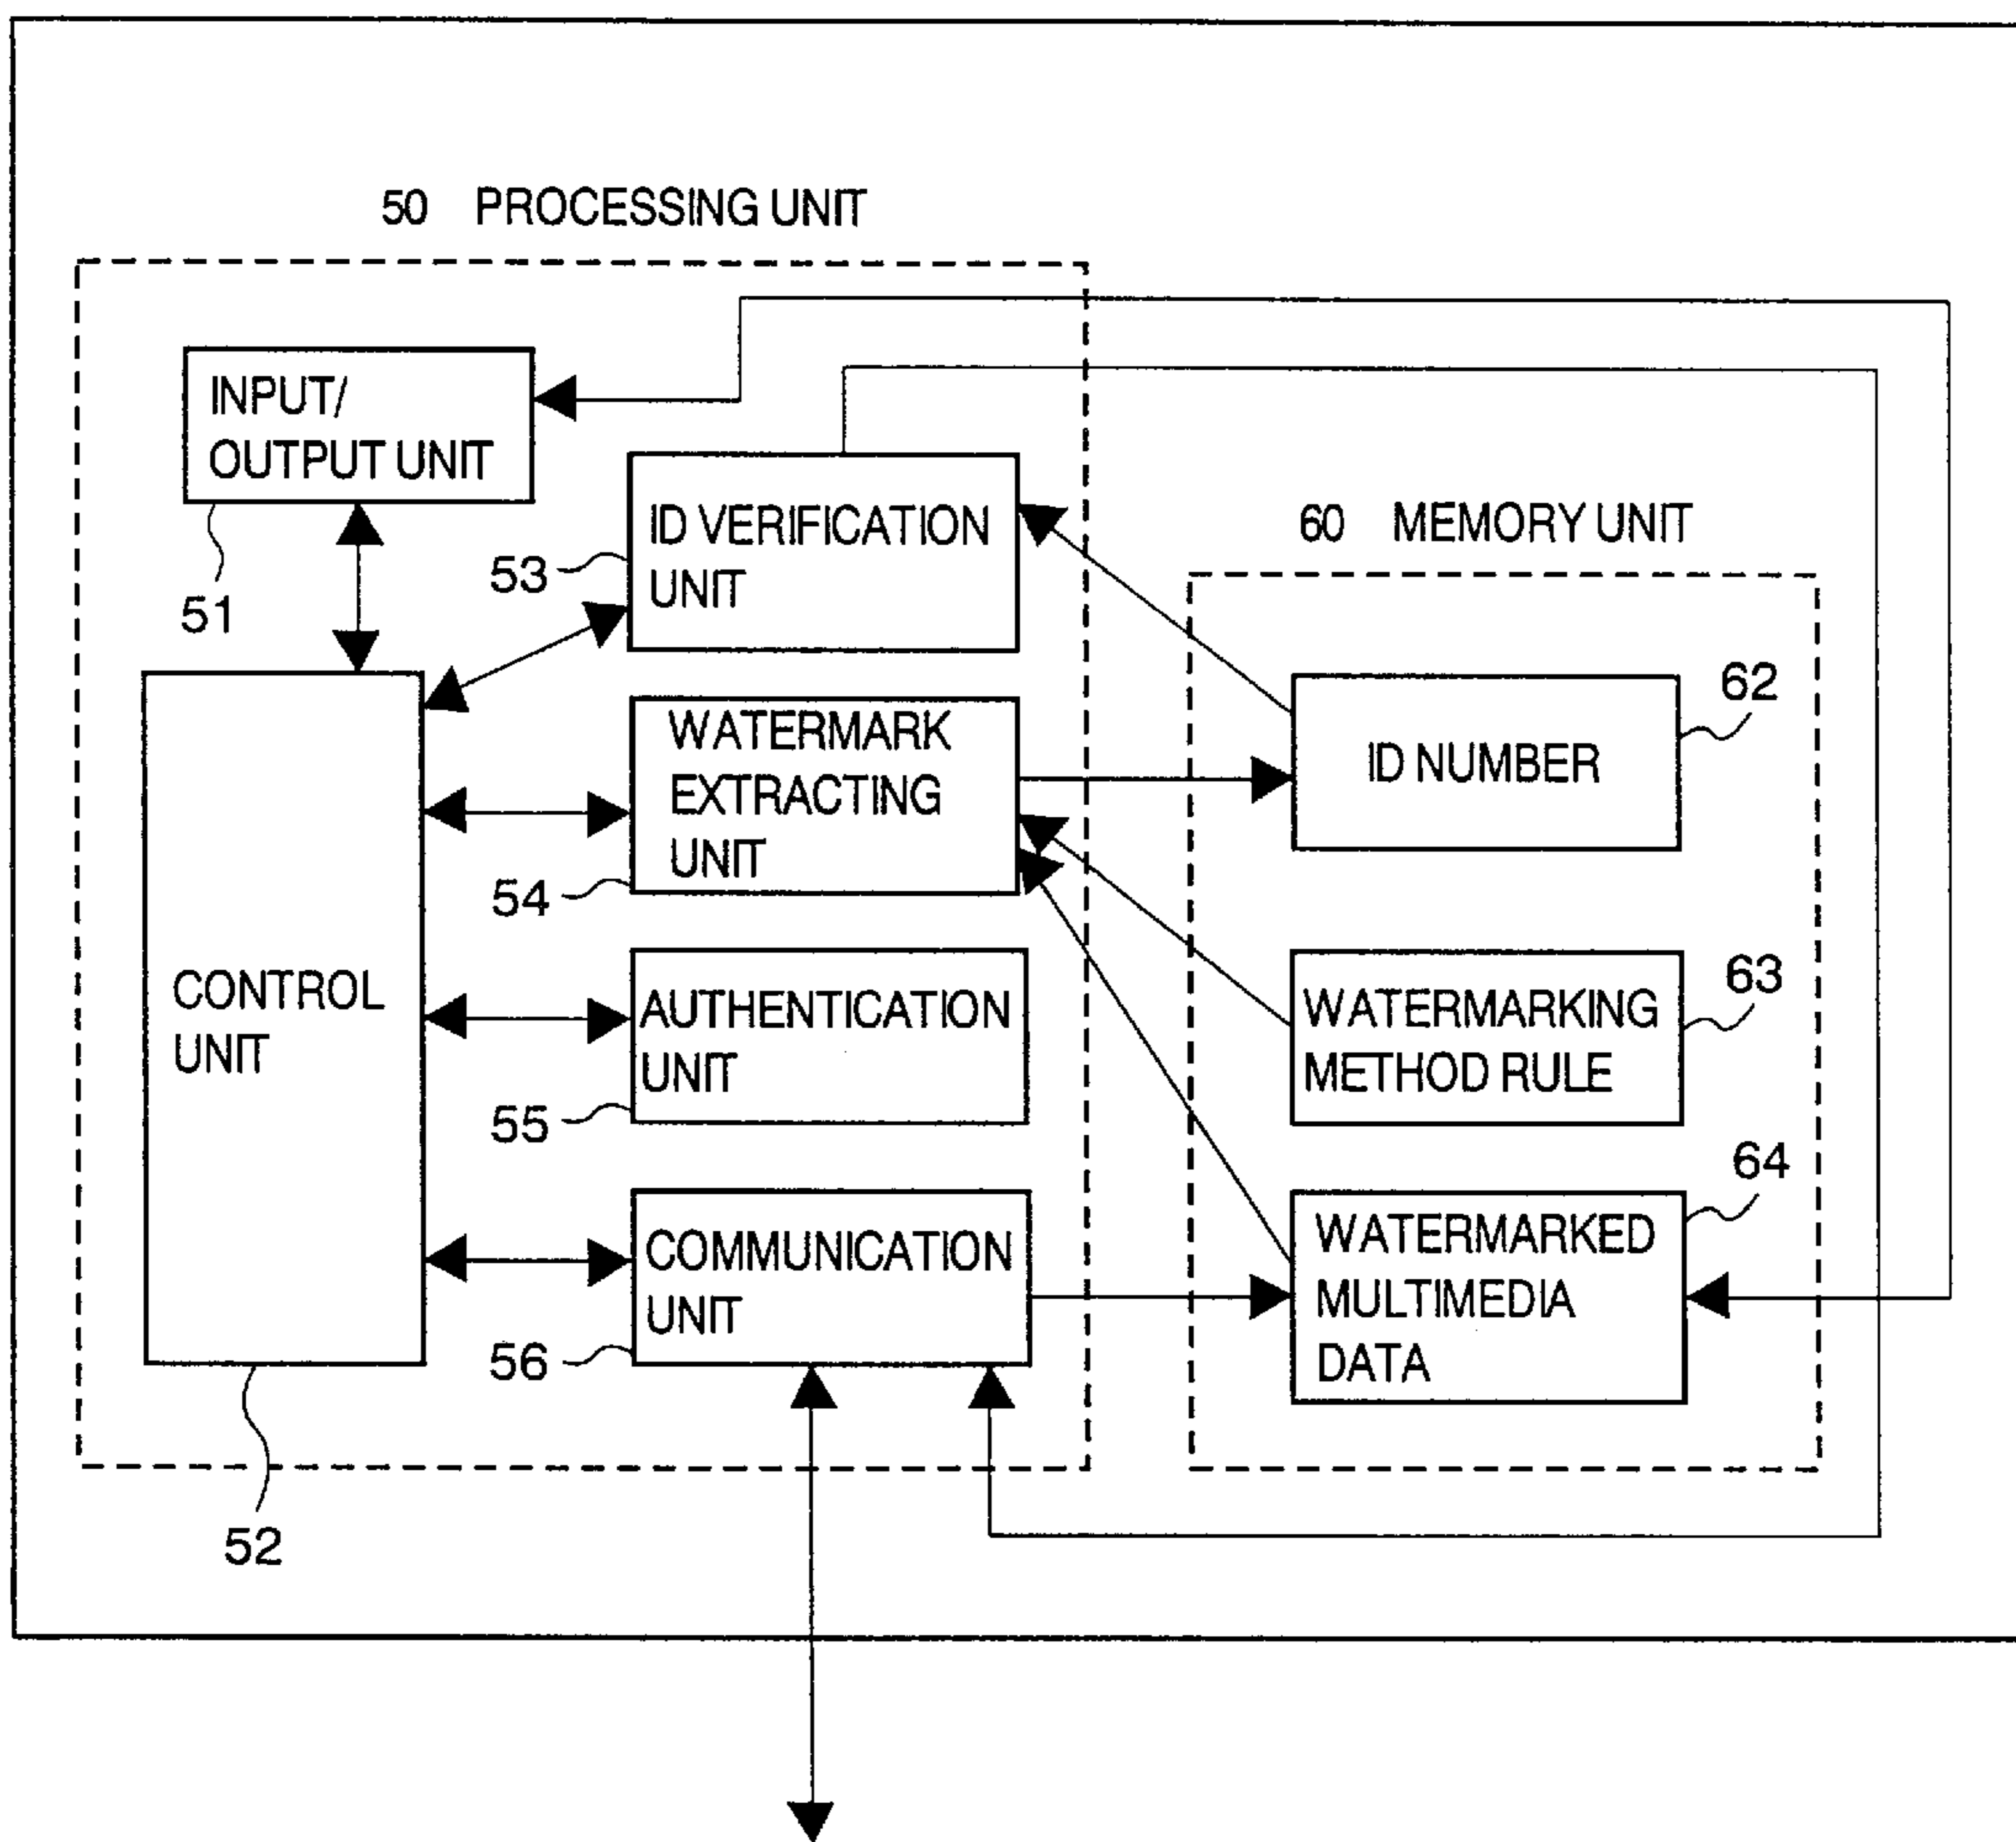 50 PROCESSING UNIT
INPUT/
OUTPUT UNIT
51
ID VERIFICATION
UNIT
53
60 MEMORY UNIT
62
ID NUMBER
WATERMARK
EXTRACTING
UNIT
54
CONTROL
UNIT
52
AUTHENTICATION
UNIT
55
63
WATERMARKING
METHOD RULE
64
COMMUNICATION
UNIT
56
WATERMARKED
MULTIMEDIA
DATA